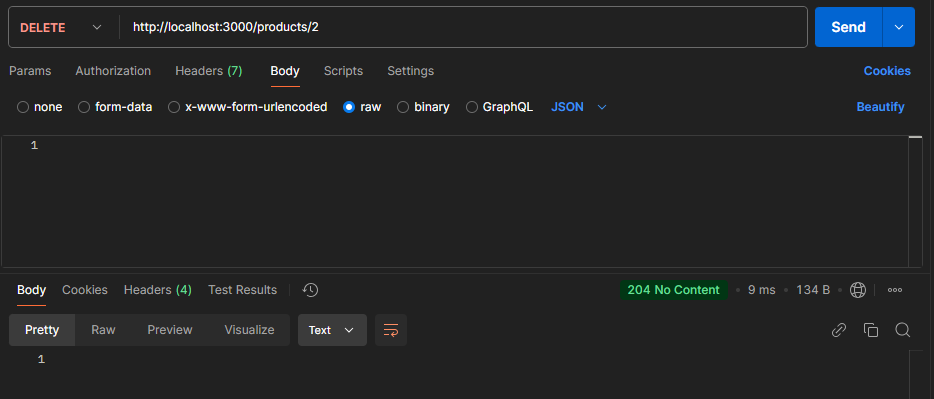 DELETE http://localhost:3000/products/2 Send
Params Authorization Headers (7) Body Scripts Settings Cookies
none form-data x-www-form-urlencoded raw binary GraphQL JSON Beautify
1
Body Cookies Headers (4) Test Results 204 No Content • 9 ms • 134 B
Pretty Raw Preview Visualize Text
1